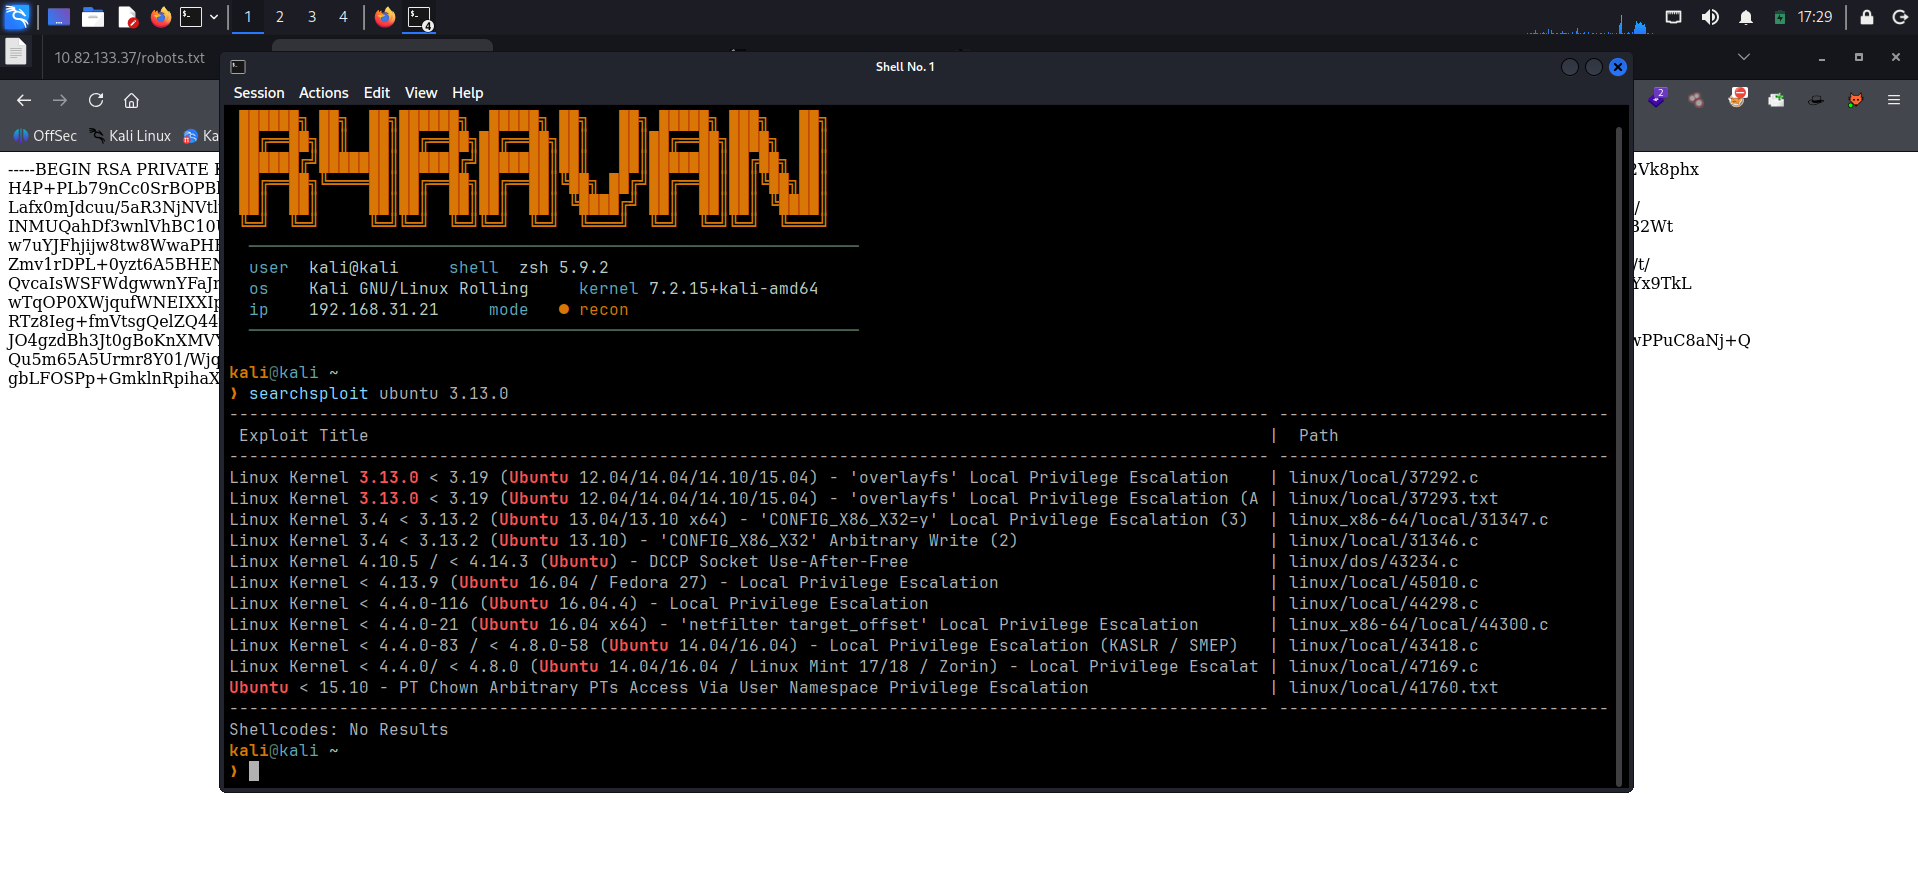 1 2 3 4
4
17:29
10.82.133.37/robots.txt
Shell No. 1
Session Actions Edit View Help
2
OffSec Kali Linux Ka
user kali@kali shell zsh 5.9.2
os Kali GNU/Linux Rolling kernel 7.2.15+kali-amd64
ip 192.168.31.21 mode ● recon
kali@kali ~
❯ searchsploit ubuntu 3.13.0
Exploit Title | Path
Linux Kernel 3.13.0 < 3.19 (Ubuntu 12.04/14.04/14.10/15.04) - 'overlayfs' Local Privilege Escalation | linux/local/37292.c
Linux Kernel 3.13.0 < 3.19 (Ubuntu 12.04/14.04/14.10/15.04) - 'overlayfs' Local Privilege Escalation (A | linux/local/37293.txt
Linux Kernel 3.4 < 3.13.2 (Ubuntu 13.04/13.10 x64) - 'CONFIG_X86_X32=y' Local Privilege Escalation (3) | linux_x86-64/local/31347.c
Linux Kernel 3.4 < 3.13.2 (Ubuntu 13.10) - 'CONFIG_X86_X32' Arbitrary Write (2) | linux/local/31346.c
Linux Kernel 4.10.5 / < 4.14.3 (Ubuntu) - DCCP Socket Use-After-Free | linux/dos/43234.c
Linux Kernel < 4.13.9 (Ubuntu 16.04 / Fedora 27) - Local Privilege Escalation | linux/local/45010.c
Linux Kernel < 4.4.0-116 (Ubuntu 16.04.4) - Local Privilege Escalation | linux/local/44298.c
Linux Kernel < 4.4.0-21 (Ubuntu 16.04 x64) - 'netfilter target_offset' Local Privilege Escalation | linux_x86-64/local/44300.c
Linux Kernel < 4.4.0-83 / < 4.8.0-58 (Ubuntu 14.04/16.04) - Local Privilege Escalation (KASLR / SMEP) | linux/local/43418.c
Linux Kernel < 4.4.0/ < 4.8.0 (Ubuntu 14.04/16.04 / Linux Mint 17/18 / Zorin) - Local Privilege Escalat | linux/local/47169.c
Ubuntu < 15.10 - PT Chown Arbitrary PTs Access Via User Namespace Privilege Escalation | linux/local/41760.txt
Shellcodes: No Results
kali@kali ~
❯
-----BEGIN RSA PRIVATE
H4P+PLb79nCc0SrBOPB
Lafx0mJdcuu/5aR3NjNVtl
INMUQahDf3wnlVhBC10
w7uYJFhjijw8tw8WwaPH
Zmv1rDPL+0yzt6A5BHE
QvcaIsWSFWdgwwnYFaJ
wTqOP0XWjqufWNEIXXI
RTz8Ieg+fmVtsgQelZQ44
JO4gzdBh3Jt0gBoKnXMV
Qu5m65A5Urmr8Y01/Wjq
gbLFOSPp+GmklnRpihaX
2Vk8phx
/
32Wt
/t/
Yx9TkL
vPPuC8aNj+Q